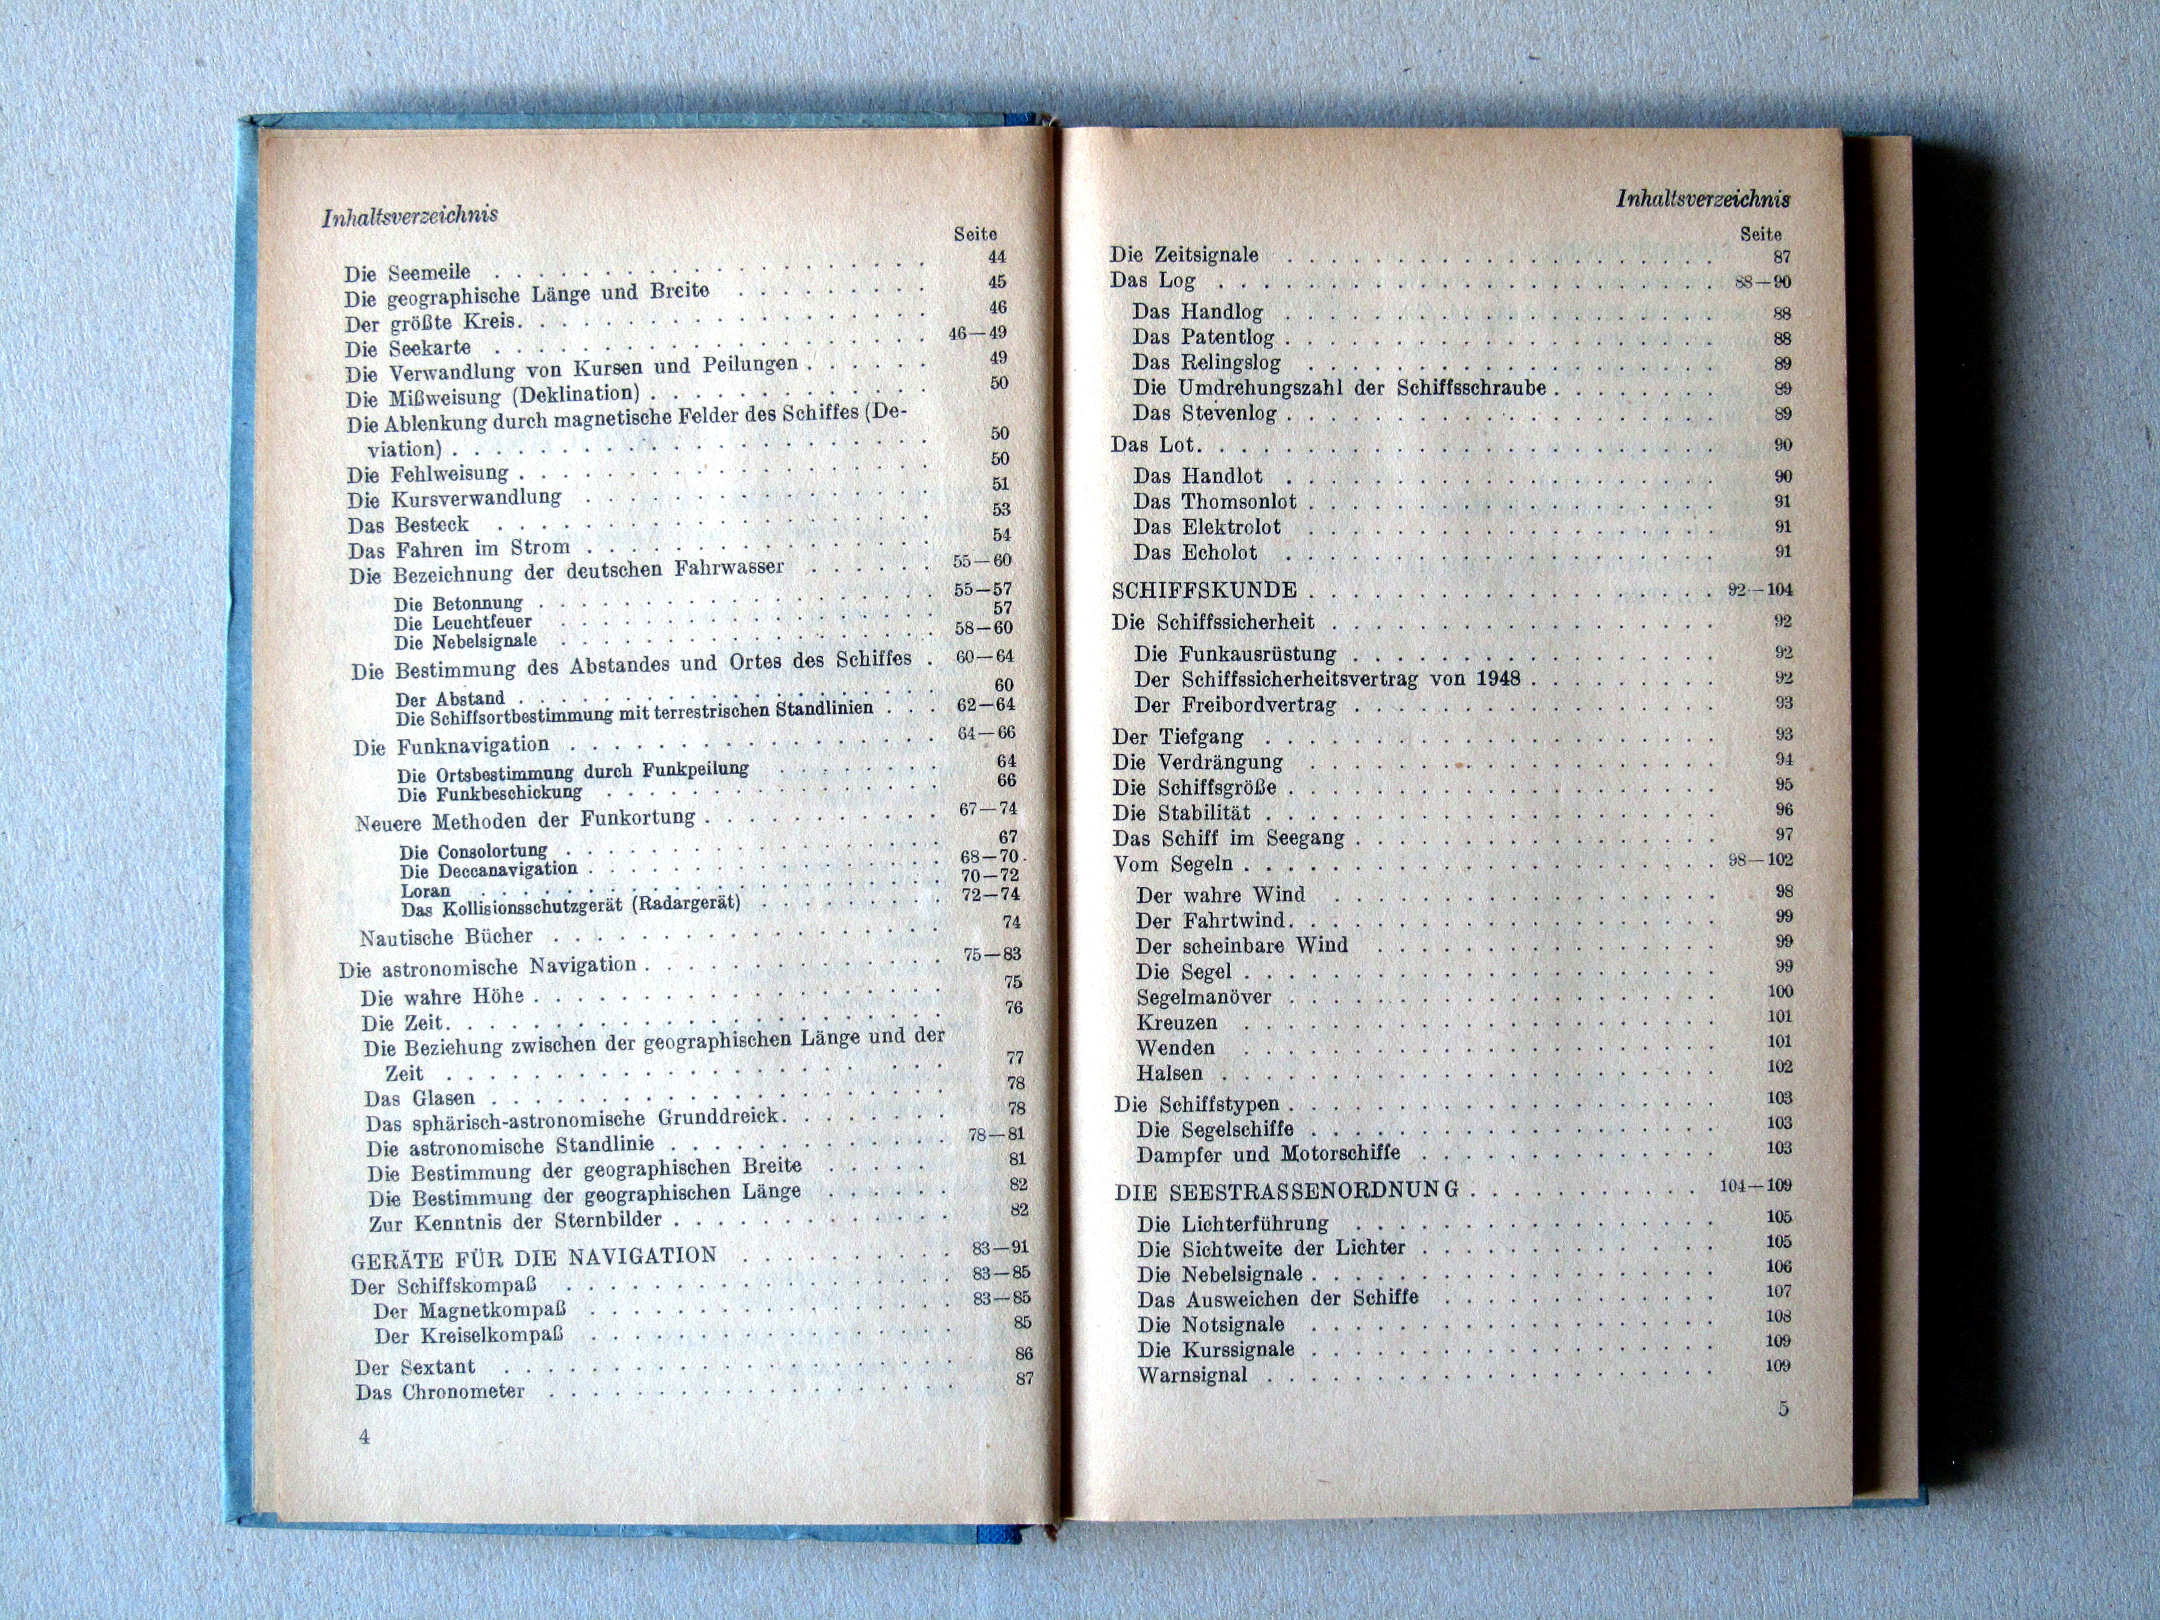 Inhaltsverzeichnis
Seite
Die Seemeile . . . . . . . . . . . . . . . 44
Die geographische Länge und Breite . . . . . . . . . 45
Der größte Kreis. . . . . . . . . . . . . . . 46
Die Seekarte . . . . . . . . . . . . . . . 46—49
Die Verwandlung von Kursen und Peilungen . . . . . . 49
Die Mißweisung (Deklination) . . . . . . . . . . 50
Die Ablenkung durch magnetische Felder des Schiffes (De-
viation) . . . . . . . . . . . . . . . 50
Die Fehlweisung . . . . . . . . . . . . . . . 50
Die Kursverwandlung . . . . . . . . . . . . 51
Das Besteck . . . . . . . . . . . . . . . 53
Das Fahren im Strom . . . . . . . . . . . . 54
Die Bezeichnung der deutschen Fahrwasser . . . . . . 55—60
Die Betonnung . . . . . . . . . . . . . . 55—57
Die Leuchtfeuer . . . . . . . . . . . . . 57
Die Nebelsignale . . . . . . . . . . . . . 58—60
Die Bestimmung des Abstandes und Ortes des Schiffes . 60—64
Der Abstand . . . . . . . . . . . . . . . 60
Die Schiffsortbestimmung mit terrestrischen Standlinien . . . 62—64
Die Funknavigation . . . . . . . . . . . . . 64—66
Die Ortsbestimmung durch Funkpeilung . . . . . . . . 64
Die Funkbeschickung . . . . . . . . . . . . 66
Neuere Methoden der Funkortung . . . . . . . . . . 67—74
Die Consolortung . . . . . . . . . . . . . 67
Die Deccanavigation . . . . . . . . . . . . 68—70
Loran . . . . . . . . . . . . . . . 70—72
Das Kollisionsschutzgerät (Radargerät) . . . . . . . . 72—74
Nautische Bücher . . . . . . . . . . . . . . 74
Die astronomische Navigation . . . . . . . . . . . 75—83
Die wahre Höhe . . . . . . . . . . . . . . 75
Die Zeit. . . . . . . . . . . . . . . . 76
Die Beziehung zwischen der geographischen Länge und der
Zeit . . . . . . . . . . . . . . . 77
Das Glasen . . . . . . . . . . . . . . . 78
Das sphärisch-astronomische Grunddreick. . . . . . . 78
Die astronomische Standlinie . . . . . . . . . . 78—81
Die Bestimmung der geographischen Breite . . . . . 81
Die Bestimmung der geographischen Länge . . . . . . 82
Zur Kenntnis der Sternbilder . . . . . . . . . . 82
GERÄTE FÜR DIE NAVIGATION . . . . . . . . . 83—91
Der Schiffskompaß . . . . . . . . . . . . . 83—85
Der Magnetkompaß . . . . . . . . . . . . . 83—85
Der Kreiselkompaß . . . . . . . . . . . . . 85
Der Sextant . . . . . . . . . . . . . . . 86
Das Chronometer . . . . . . . . . . . . . . 87
4
Inhaltsverzeichnis
Seite
Die Zeitsignale . . . . . . . . . . . . . . . 87
Das Log . . . . . . . . . . . . . . . 88—90
Das Handlog . . . . . . . . . . . . . . . 88
Das Patentlog . . . . . . . . . . . . . . . 88
Das Relingslog . . . . . . . . . . . . . . . 89
Die Umdrehungszahl der Schiffsschraube . . . . . . . 89
Das Stevenlog . . . . . . . . . . . . . . . 89
Das Lot. . . . . . . . . . . . . . . . 90
Das Handlot . . . . . . . . . . . . . . . 90
Das Thomsonlot . . . . . . . . . . . . . . . 91
Das Elektrolot . . . . . . . . . . . . . . . 91
Das Echolot . . . . . . . . . . . . . . . 91
SCHIFFSKUNDE . . . . . . . . . . . . . . . 92—104
Die Schiffssicherheit . . . . . . . . . . . . . . 92
Die Funkausrüstung . . . . . . . . . . . . . 92
Der Schiffssicherheitsvertrag von 1948 . . . . . . . . 92
Der Freibordvertrag . . . . . . . . . . . . . 93
Der Tiefgang . . . . . . . . . . . . . . . 93
Die Verdrängung . . . . . . . . . . . . . . . 94
Die Schiffsgröße . . . . . . . . . . . . . . . 95
Die Stabilität . . . . . . . . . . . . . . . 96
Das Schiff im Seegang . . . . . . . . . . . . . 97
Vom Segeln . . . . . . . . . . . . . . . 98—102
Der wahre Wind . . . . . . . . . . . . . . 98
Der Fahrtwind. . . . . . . . . . . . . . . 99
Der scheinbare Wind . . . . . . . . . . . . . 99
Die Segel . . . . . . . . . . . . . . . 99
Segelmanöver . . . . . . . . . . . . . . . 100
Kreuzen . . . . . . . . . . . . . . . 101
Wenden . . . . . . . . . . . . . . . 101
Halsen . . . . . . . . . . . . . . . 102
Die Schiffstypen . . . . . . . . . . . . . . . 103
Die Segelschiffe . . . . . . . . . . . . . . 103
Dampfer und Motorschiffe . . . . . . . . . . . 103
DIE SEESTRASSENORDNUNG . . . . . . . . . . . 104—109
Die Lichterführung . . . . . . . . . . . . . 105
Die Sichtweite der Lichter . . . . . . . . . . . 105
Die Nebelsignale . . . . . . . . . . . . . . 106
Das Ausweichen der Schiffe . . . . . . . . . . . 107
Die Notsignale . . . . . . . . . . . . . . . 108
Die Kurssignale . . . . . . . . . . . . . . 109
Warnsignal . . . . . . . . . . . . . . . 109
5